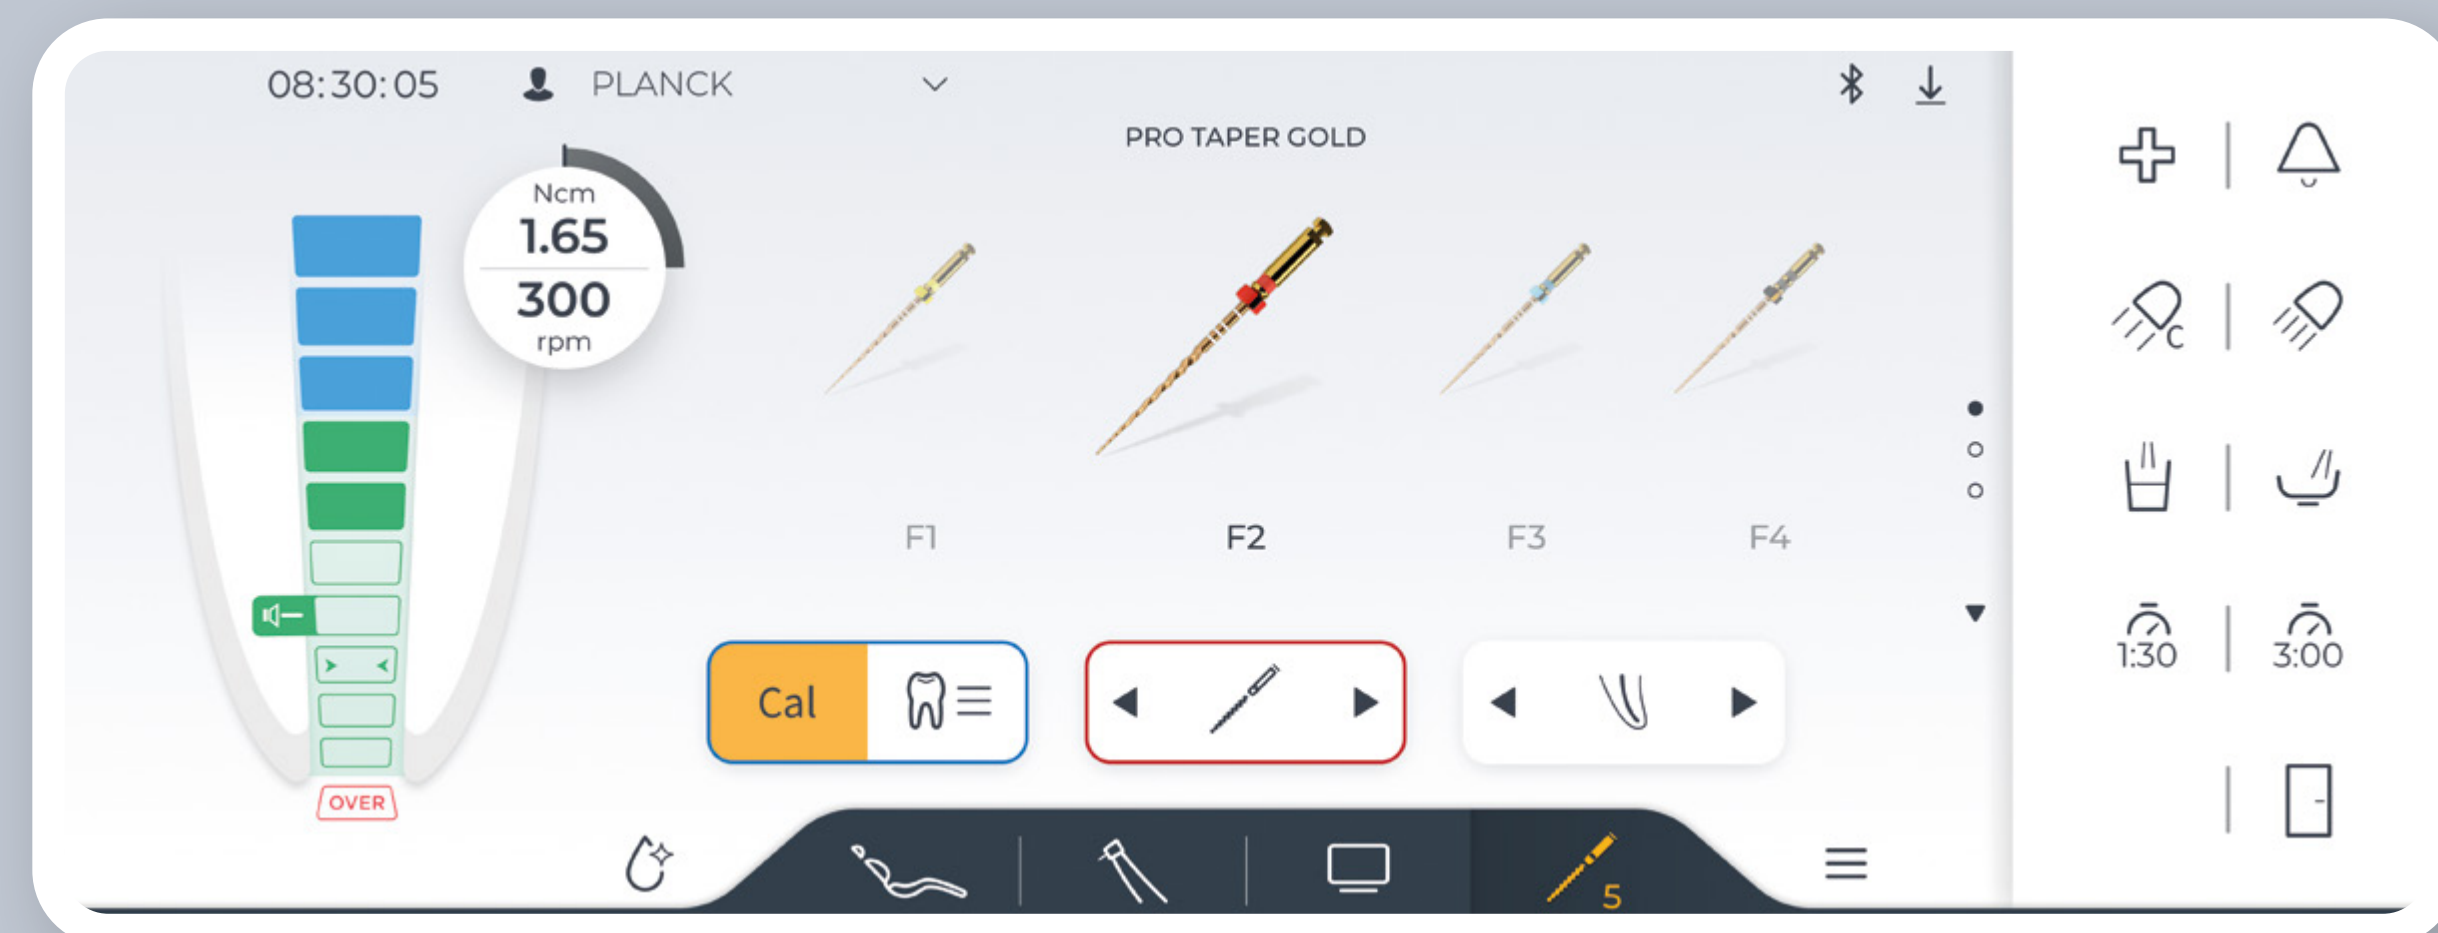 08:30:05 PLANCK
PRO TAPER GOLD
Ncm
1.65
300
rpm
C
F1 F2 F3 F4
1:30 3:00
Cal
OVER
5